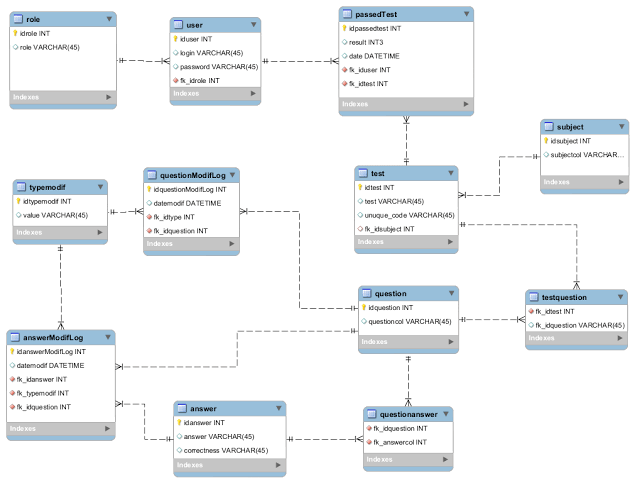 role
idrole INT
role VARCHAR(45)
Indexes
user
iduser INT
login VARCHAR(45)
password VARCHAR(45)
fk_idrole INT
Indexes
passedTest
idpassedtest INT
result INT3
date DATETIME
fk_iduser INT
fk_idtest INT
Indexes
subject
idsubject INT
subjectcol VARCHAR...
Indexes
typemodif
idtypemodif INT
value VARCHAR(45)
Indexes
questionModifLog
idquestionModifLog INT
datemodif DATETIME
fk_idtype INT
fk_idquestion INT
Indexes
test
idtest INT
test VARCHAR(45)
unuque_code VARCHAR(45)
fk_idsubject INT
Indexes
question
idquestion INT
questioncol VARCHAR(45)
Indexes
testquestion
fk_idtest INT
fk_idquestion VARCHAR(45)
Indexes
answerModifLog
idanswerModifLog INT
datemodif DATETIME
fk_idanswer INT
fk_typemodif INT
fk_idquestion INT
Indexes
answer
idanswer INT
answer VARCHAR(45)
correctness VARCHAR(45)
Indexes
questionanswer
fk_idquestion INT
fk_answercol INT
Indexes